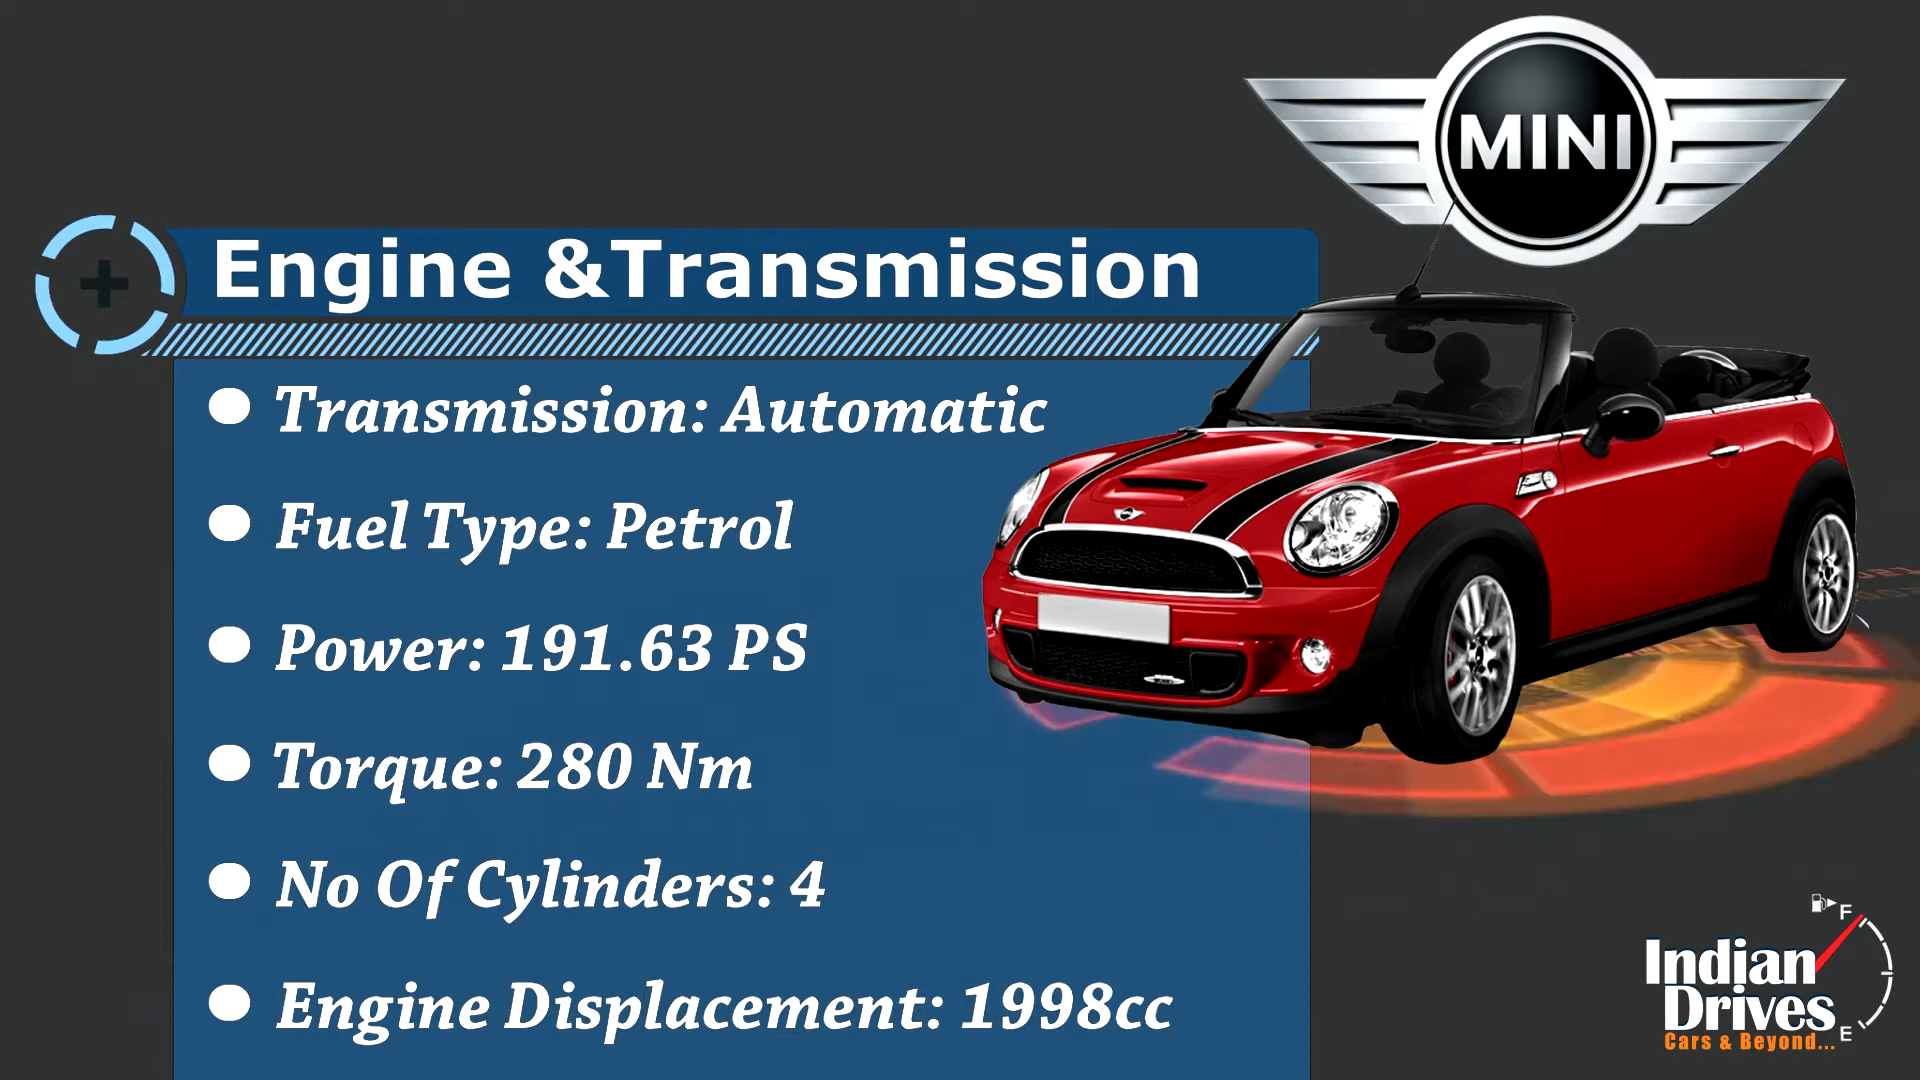 MINI
Engine &Transmission
Transmission: Automatic
Fuel Type: Petrol
Power: 191.63 PS
Torque: 280 Nm
No Of Cylinders: 4
Engine Displacement: 1998cc
F
Indian
Drives
Cars & Beyond...
E